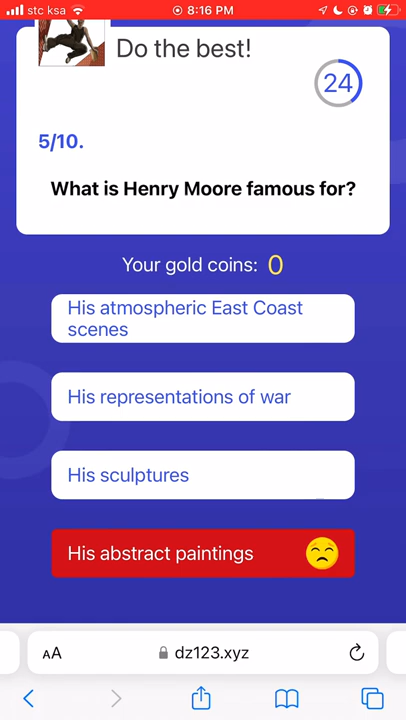 stc ksa 8:16 PM
Do the best!
24
5/10.
What is Henry Moore famous for?
Your gold coins: 0
His atmospheric East Coast
scenes
His representations of war
His sculptures
His abstract paintings
AA dz123.xyz